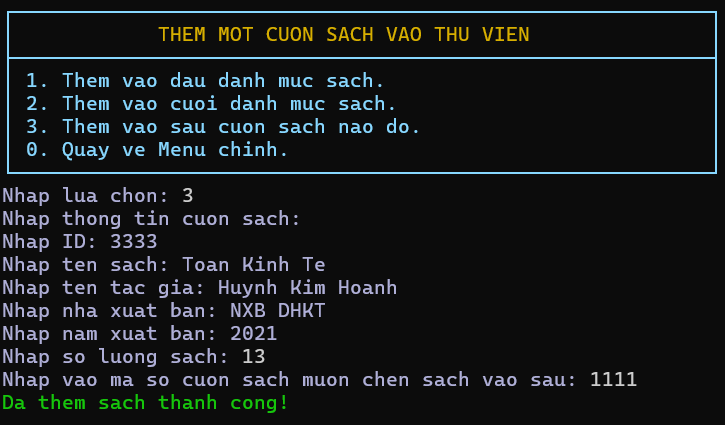 THEM MOT CUON SACH VAO THU VIEN
1. Them vao dau danh muc sach.
2. Them vao cuoi danh muc sach.
3. Them vao sau cuon sach nao do.
0. Quay ve Menu chinh.
Nhap lua chon: 3
Nhap thong tin cuon sach:
Nhap ID: 3333
Nhap ten sach: Toan Kinh Te
Nhap ten tac gia: Huynh Kim Hoanh
Nhap nha xuat ban: NXB DHKT
Nhap nam xuat ban: 2021
Nhap so luong sach: 13
Nhap vao ma so cuon sach muon chen sach vao sau: 1111
Da them sach thanh cong!